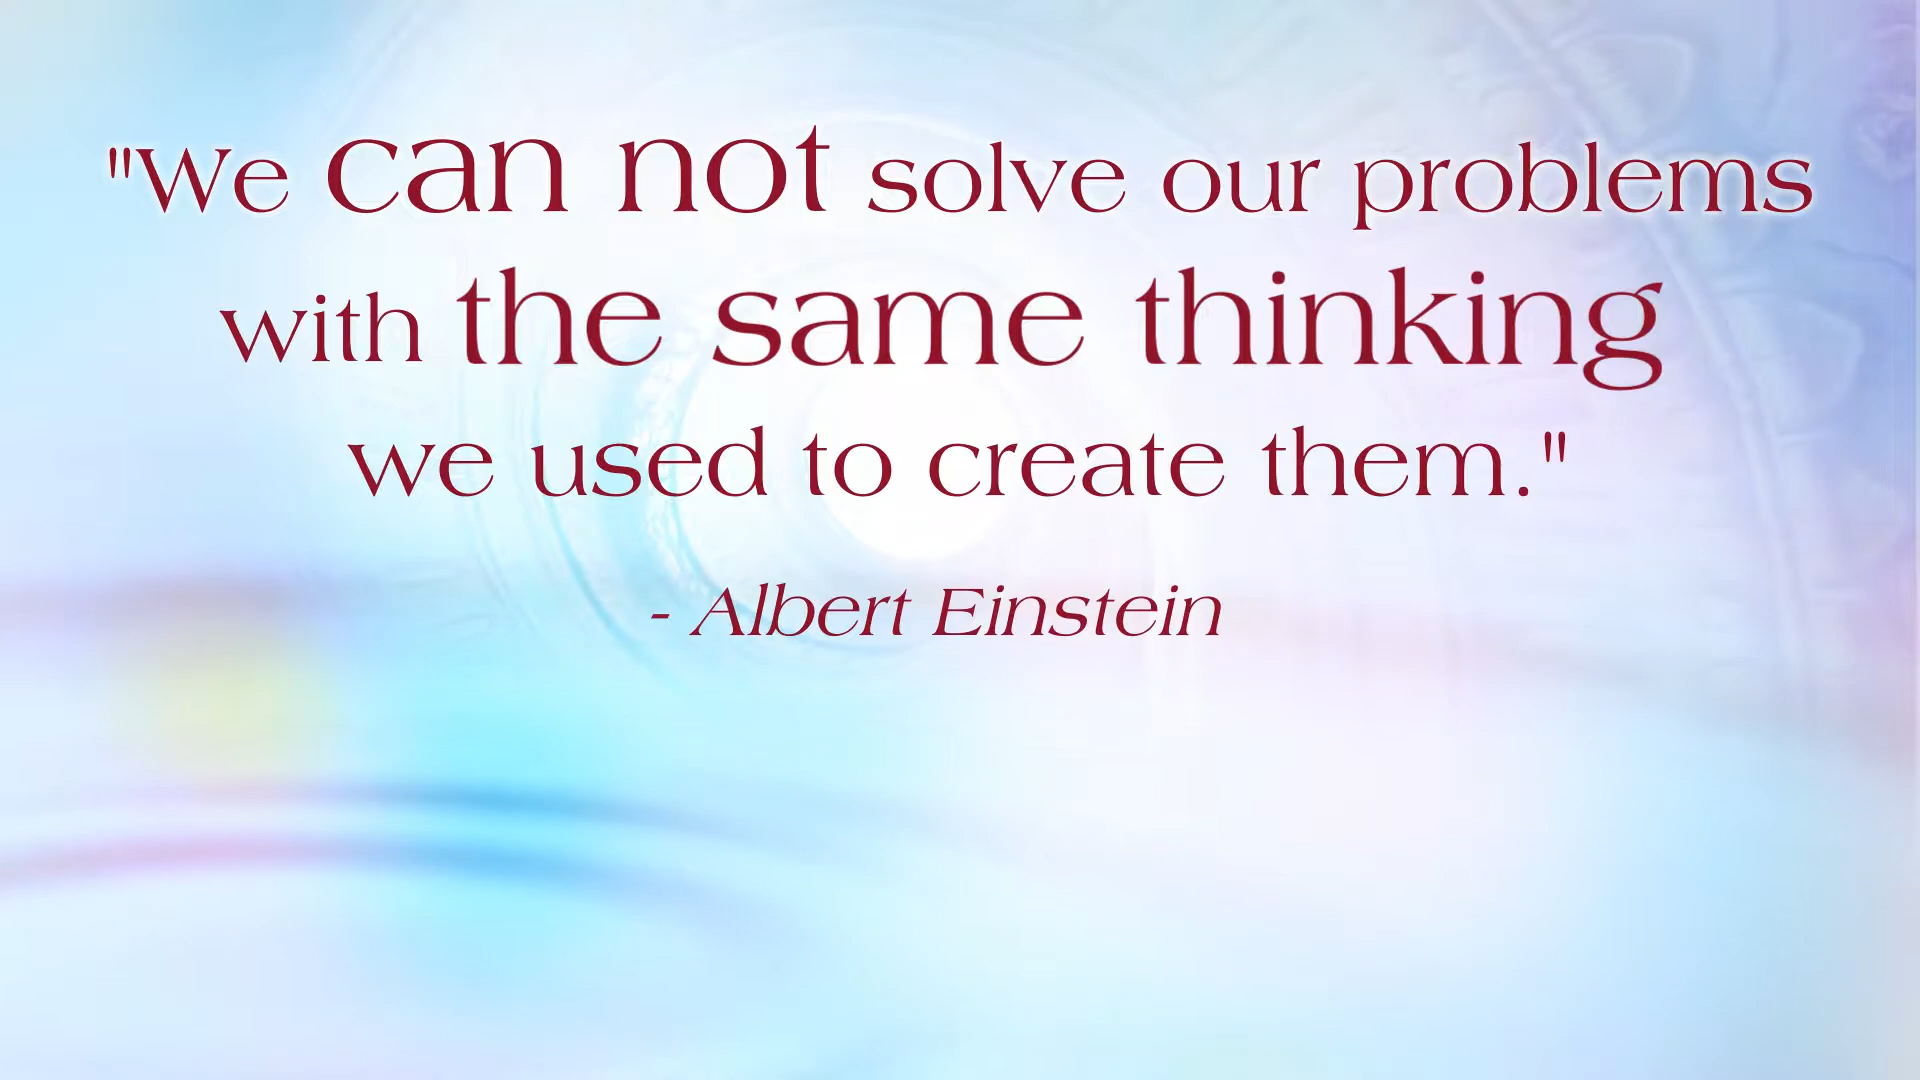 "We can not solve our problems
with the same thinking
we used to create them."
- Albert Einstein